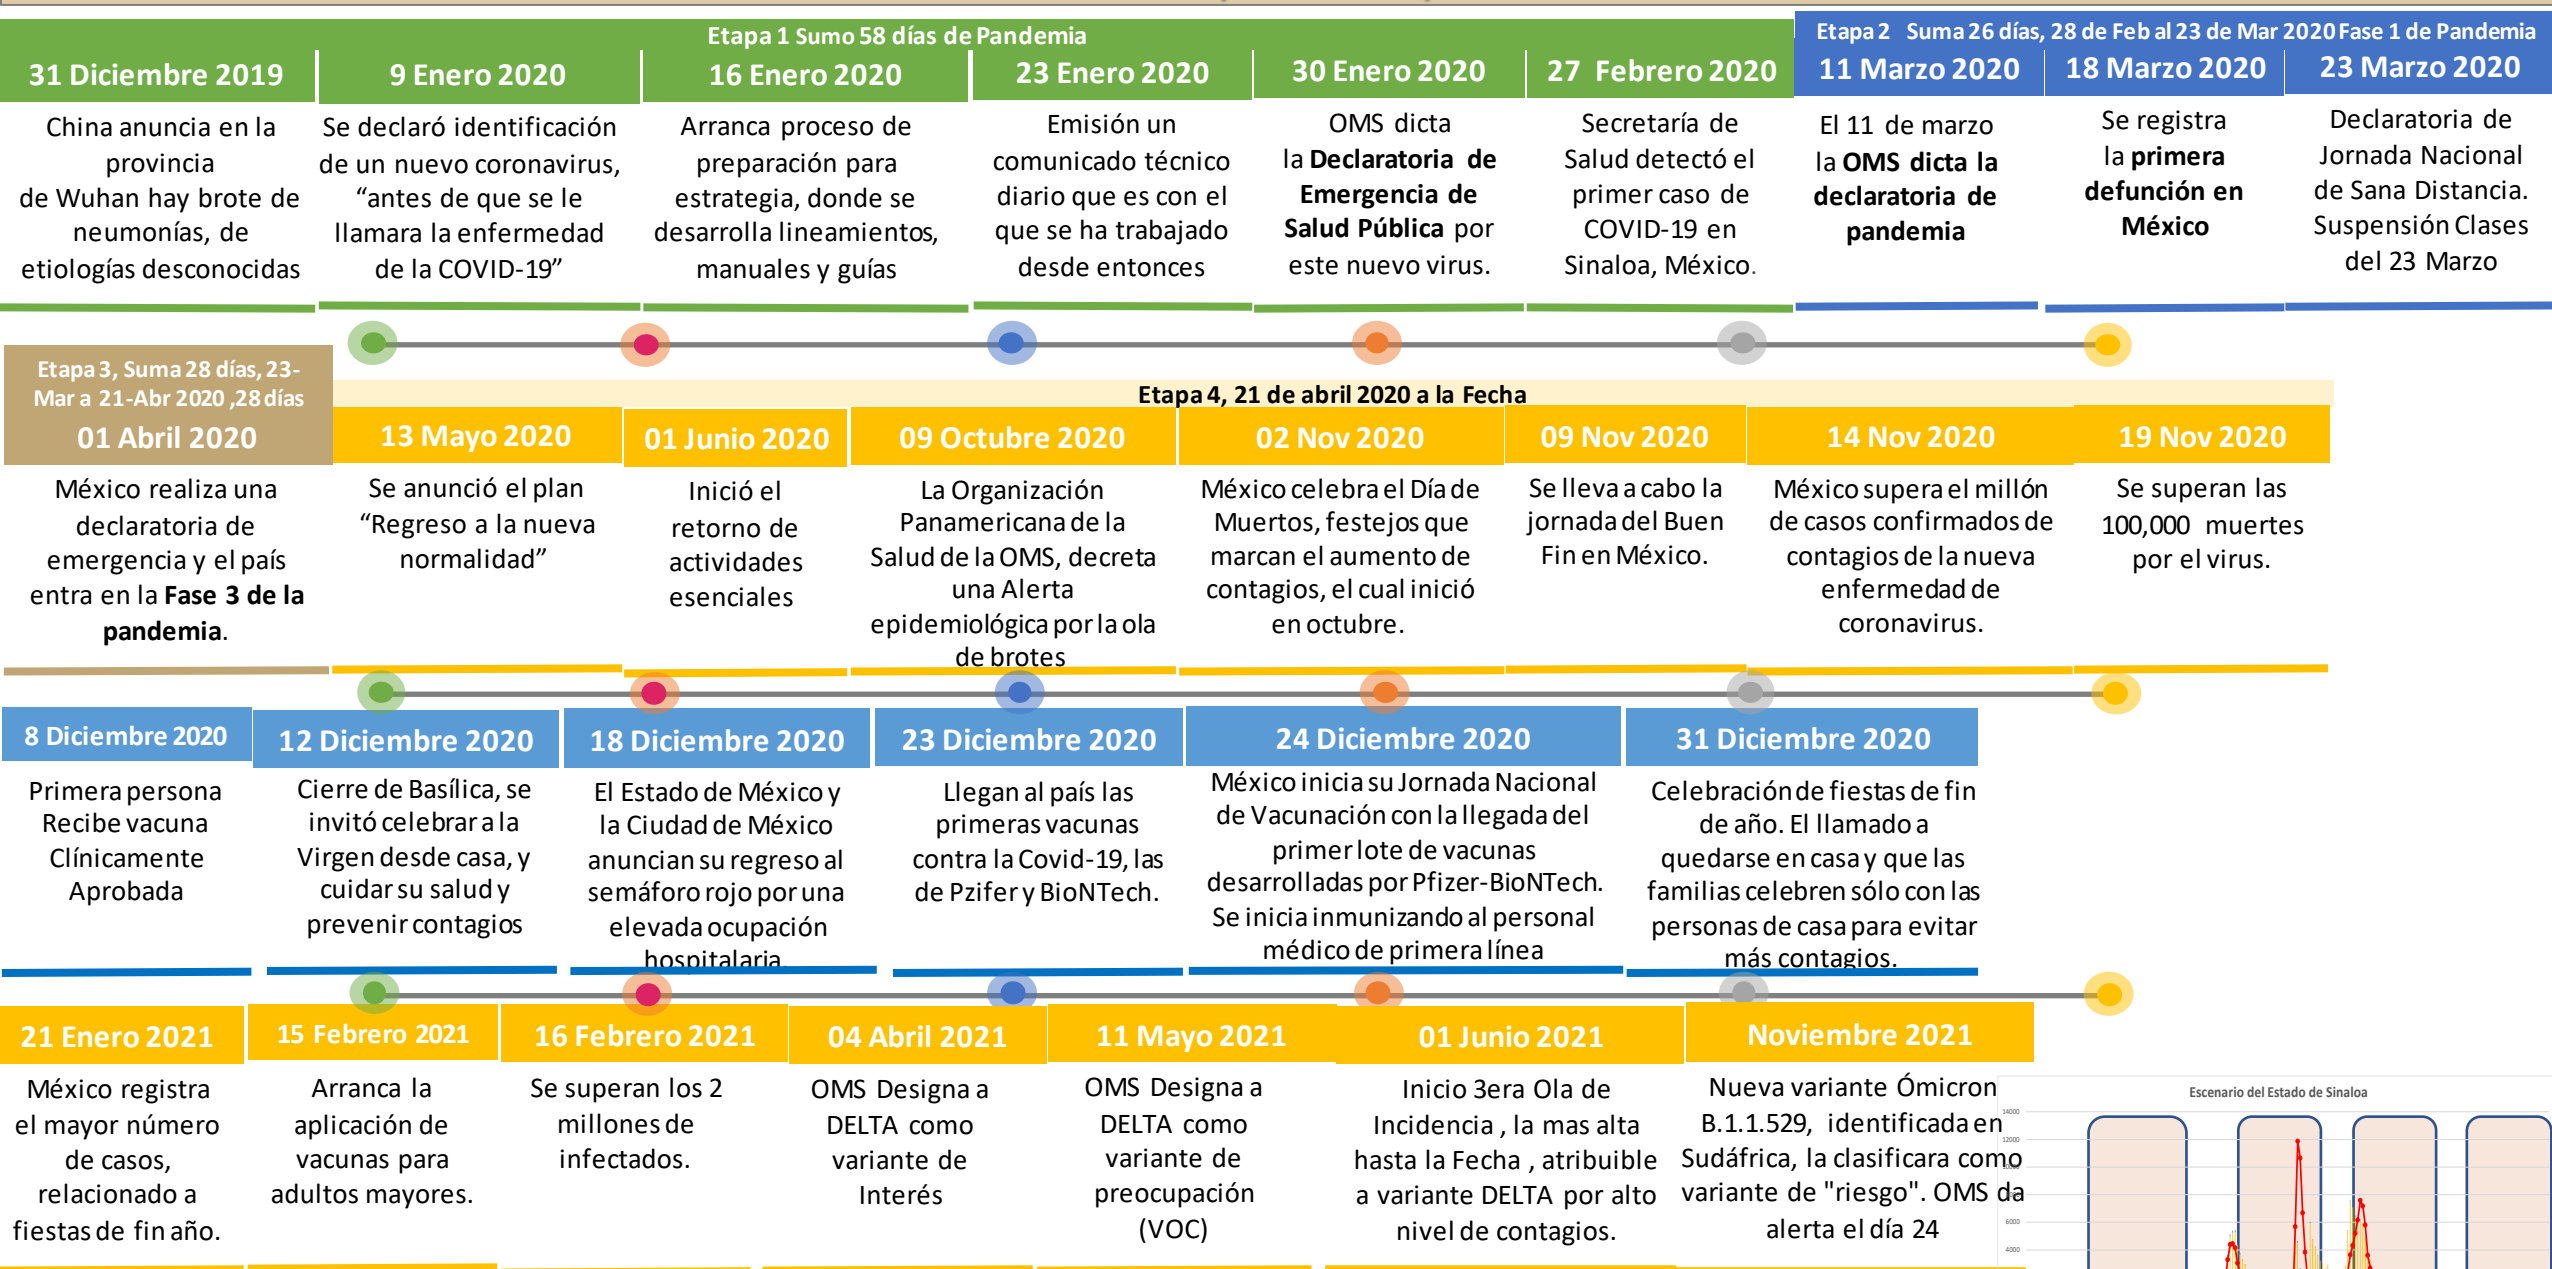 Etapa 1 Sumo 58 días de Pandemia
Etapa 2 Suma 26 días, 28 de Feb al 23 de Mar 2020 Fase 1 de Pandemia
31 Diciembre 2019
China anuncia en la
provincia
de Wuhan hay brote de
neumonías, de
etiologías desconocidas
9 Enero 2020
Se declaró identificación
de un nuevo coronavirus,
“antes de que se le
llamara la enfermedad
de la COVID-19”
16 Enero 2020
Arranca proceso de
preparación para
estrategia, donde se
desarrolla lineamientos,
manuales y guías
23 Enero 2020
Emisión un
comunicado técnico
diario que es con el
que se ha trabajado
desde entonces
30 Enero 2020
OMS dicta
la Declaratoria de
Emergencia de
Salud Pública por
este nuevo virus.
27 Febrero 2020
Secretaría de
Salud detectó el
primer caso de
COVID-19 en
Sinaloa, México.
11 Marzo 2020
El 11 de marzo
la OMS dicta la
declaratoria de
pandemia
18 Marzo 2020
Se registra
la primera
defunción en
México
23 Marzo 2020
Declaratoria de
Jornada Nacional
de Sana Distancia.
Suspensión Clases
del 23 Marzo
Etapa 3, Suma 28 días, 23-
Mar a 21-Abr 2020 ,28 días
01 Abril 2020
México realiza una
declaratoria de
emergencia y el país
entra en la Fase 3 de la
pandemia.
Etapa 4, 21 de abril 2020 a la Fecha
13 Mayo 2020
Se anunció el plan
“Regreso a la nueva
normalidad”
01 Junio 2020
Inició el
retorno de
actividades
esenciales
09 Octubre 2020
La Organización
Panamericana de la
Salud de la OMS, decreta
una Alerta
epidemiológica por la ola
de brotes
02 Nov 2020
México celebra el Día de
Muertos, festejos que
marcan el aumento de
contagios, el cual inició
en octubre.
09 Nov 2020
Se lleva a cabo la
jornada del Buen
Fin en México.
14 Nov 2020
México supera el millón
de casos confirmados de
contagios de la nueva
enfermedad de
coronavirus.
19 Nov 2020
Se superan las
100,000 muertes
por el virus.
8 Diciembre 2020
Primera persona
Recibe vacuna
Clínicamente
Aprobada
12 Diciembre 2020
Cierre de Basílica, se
invitó celebrar a la
Virgen desde casa, y
cuidar su salud y
prevenir contagios
18 Diciembre 2020
El Estado de México y
la Ciudad de México
anuncian su regreso al
semáforo rojo por una
elevada ocupación
hospitalaria.
23 Diciembre 2020
Llegan al país las
primeras vacunas
contra la Covid-19, las
de Pzifer y BioNTech.
24 Diciembre 2020
México inicia su Jornada Nacional
de Vacunación con la llegada del
primer lote de vacunas
desarrolladas por Pfizer-BioNTech.
Se inicia inmunizando al personal
médico de primera línea
31 Diciembre 2020
Celebración de fiestas de fin
de año. El llamado a
quedarse en casa y que las
familias celebren sólo con las
personas de casa para evitar
más contagios.
21 Enero 2021
México registra
el mayor número
de casos,
relacionado a
fiestas de fin año.
15 Febrero 2021
Arranca la
aplicación de
vacunas para
adultos mayores.
16 Febrero 2021
Se superan los 2
millones de
infectados.
04 Abril 2021
OMS Designa a
DELTA como
variante de
Interés
11 Mayo 2021
OMS Designa a
DELTA como
variante de
preocupación
(VOC)
01 Junio 2021
Inicio 3era Ola de
Incidencia , la mas alta
hasta la Fecha , atribuible
a variante DELTA por alto
nivel de contagios.
Noviembre 2021
Nueva variante Ómicron
B.1.1.529, identificada en
Sudáfrica, la clasificara como
variante de "riesgo". OMS da
alerta el día 24
Escenario del Estado de Sinaloa
14000
12000
6000
4000